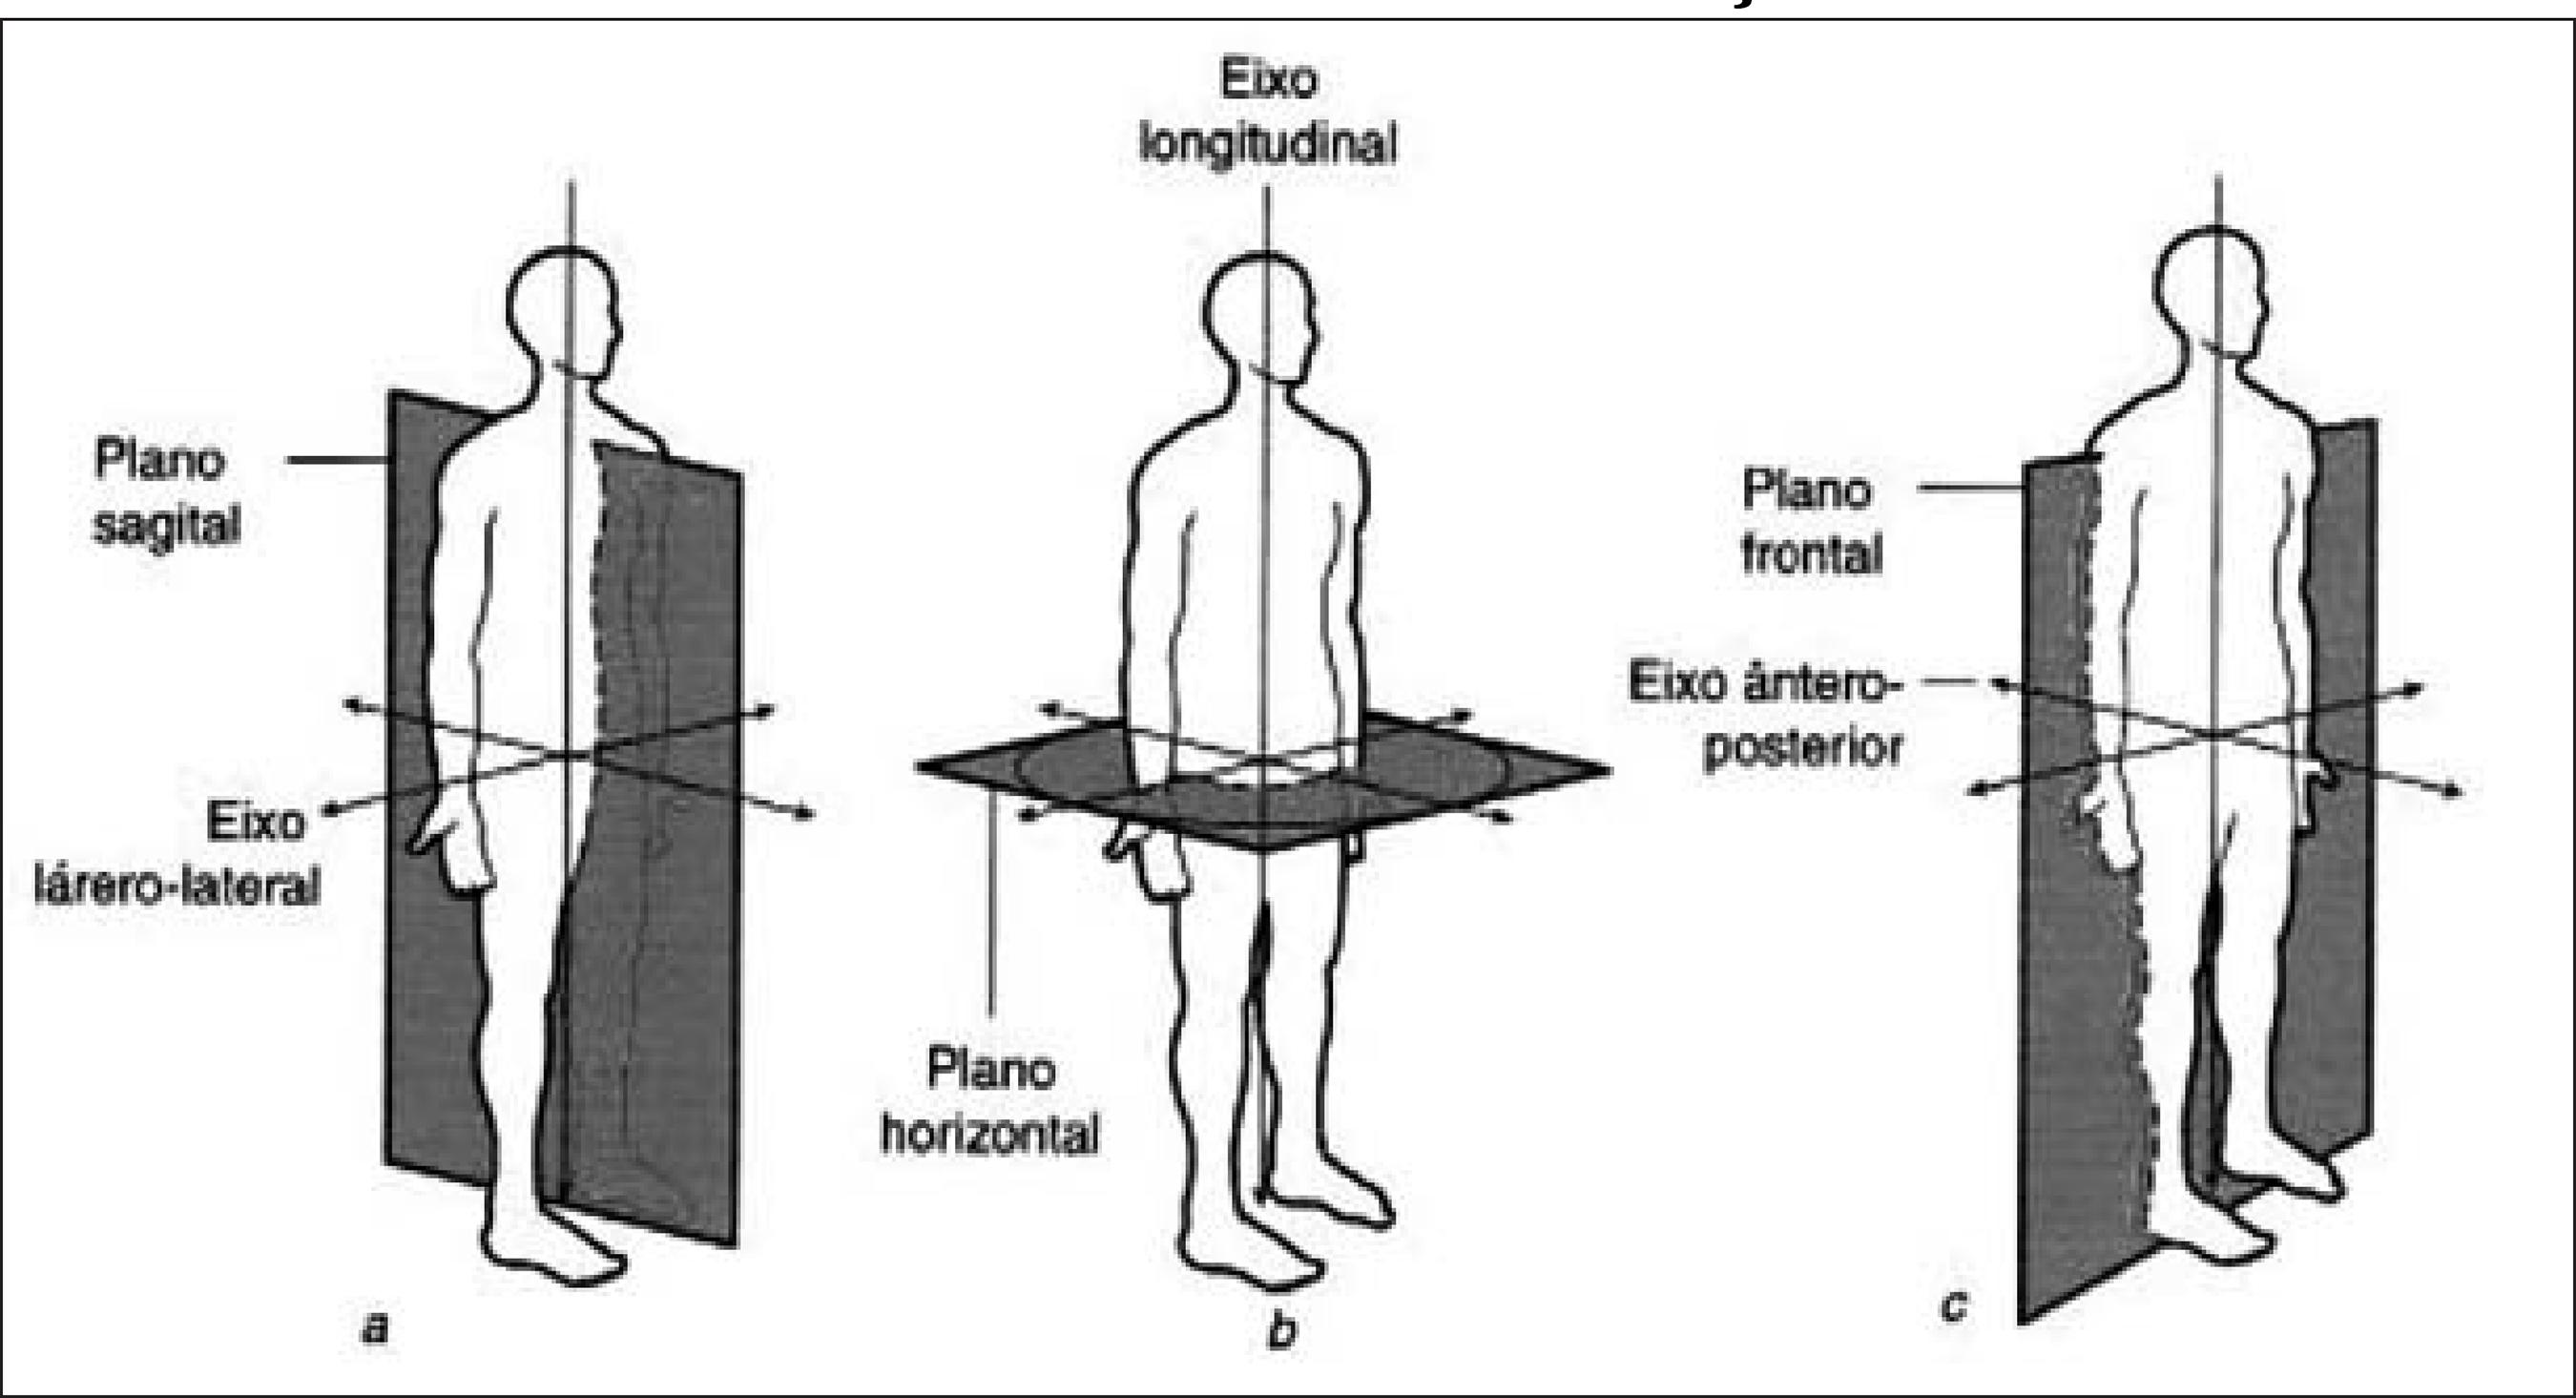 Plano
sagital
Eixo
lárero-lateral
a
Eixo
longitudinal
Plano
horizontal
b
Plano
frontal
Eixo ântero-
posterior
c